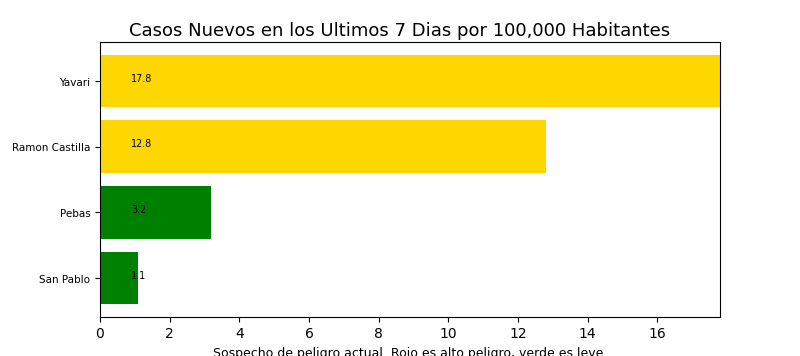 Casos Nuevos en los Ultimos 7 Dias por 100,000 Habitantes
Yavari 17.8
Ramon Castilla 12.8
Pebas 3.2
San Pablo 1.1
0 2 4 6 8 10 12 14 16
Sospecho de peligro actual. Rojo es alto peligro, verde es leve